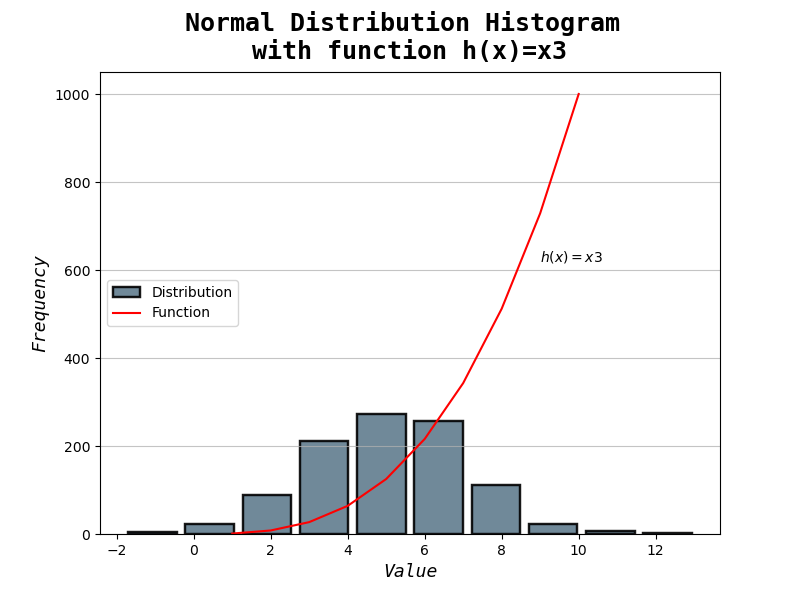 Normal Distribution Histogram
with function h(x)=x3
1000
800
600
400
200
0
Frequency
h(x) = x3
Distribution
Function
−2
0
2
4
6
8
10
12
Value